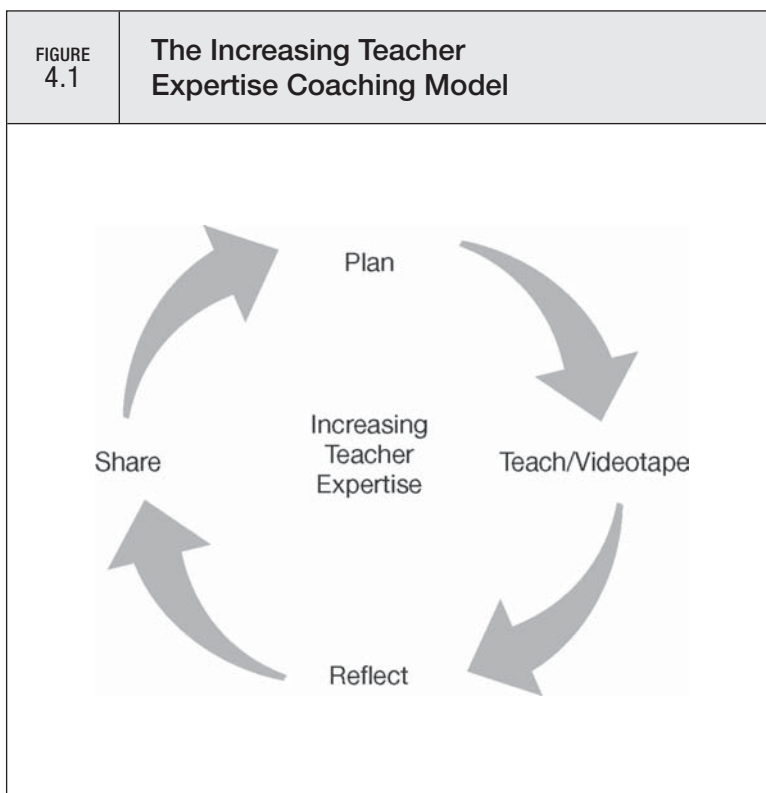 FIGURE
4.1
The Increasing Teacher
Expertise Coaching Model
Plan
Increasing
Teacher
Expertise
Share
Teach/Videotape
Reflect